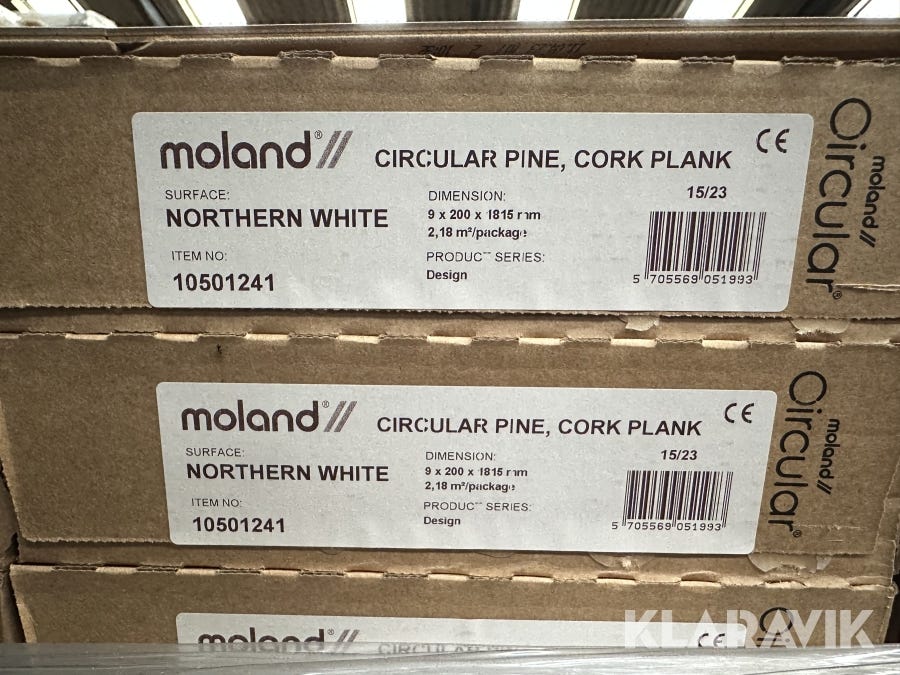 moland®//
CIRCULAR PINE, CORK PLANK
CE
SURFACE:
NORTHERN WHITE
DIMENSION:
9 x 200 x 1815 mm
2,18 m²/package
15/23
ITEM NO:
10501241
PRODUCT SERIES:
Design
5 705569 051993
Circular®
moland//
moland®//
CIRCULAR PINE, CORK PLANK
CE
SURFACE:
NORTHERN WHITE
DIMENSION:
9 x 200 x 1815 mm
2,18 m²/package
15/23
ITEM NO:
10501241
PRODUCT SERIES:
Design
5 705569 051993
Circular®
moland//
moland®//
CE
KLARAVIK